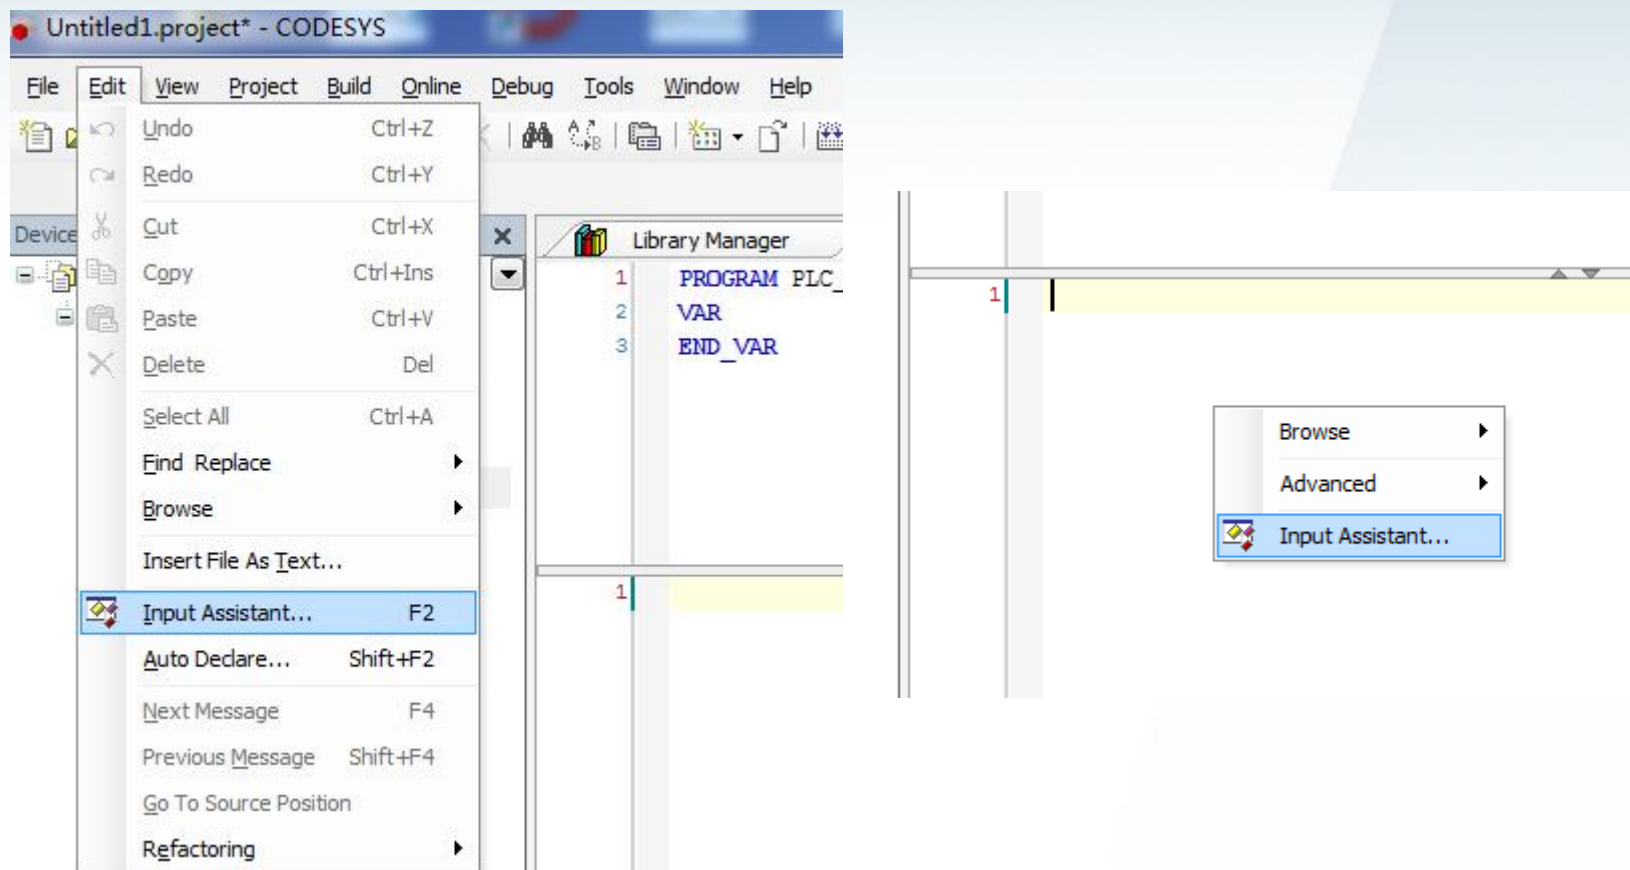 Untitled1.project* - CODESYS
File Edit View Project Build Online Debug Tools Window Help
Undo Ctrl+Z
Redo Ctrl+Y
Cut Ctrl+X
Copy Ctrl+Ins
Paste Ctrl+V
Delete Del
Select All Ctrl+A
Find Replace
Browse
Insert File As Text...
Input Assistant... F2
Auto Declare... Shift+F2
Next Message F4
Previous Message Shift+F4
Go To Source Position
Refactoring
Device
Library Manager
1 PROGRAM PLC_
2 VAR
3 END_VAR
1
1
Browse
Advanced
Input Assistant...